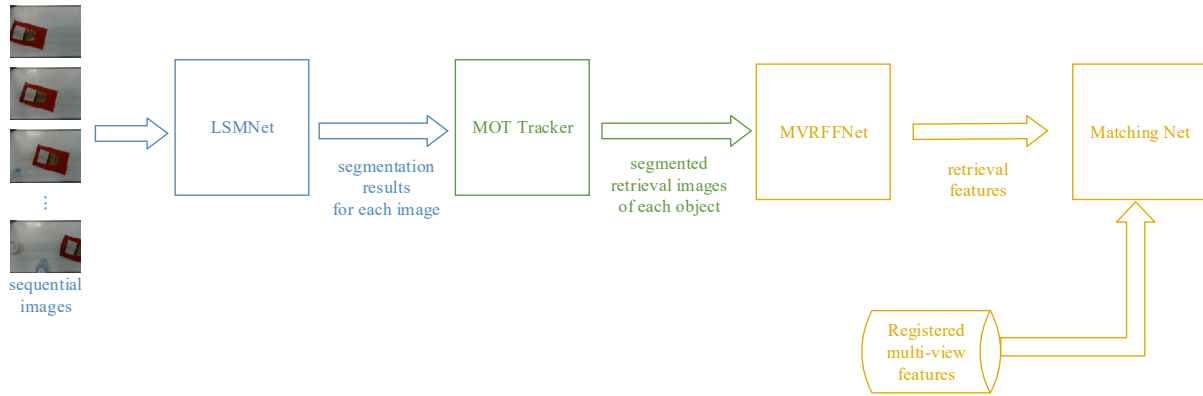 sequential
images
LSMNet
segmentation
results
for each image
MOT Tracker
segmented
retrieval images
of each object
MVRFFNet
retrieval
features
Matching Net
Registered
multi-view
features